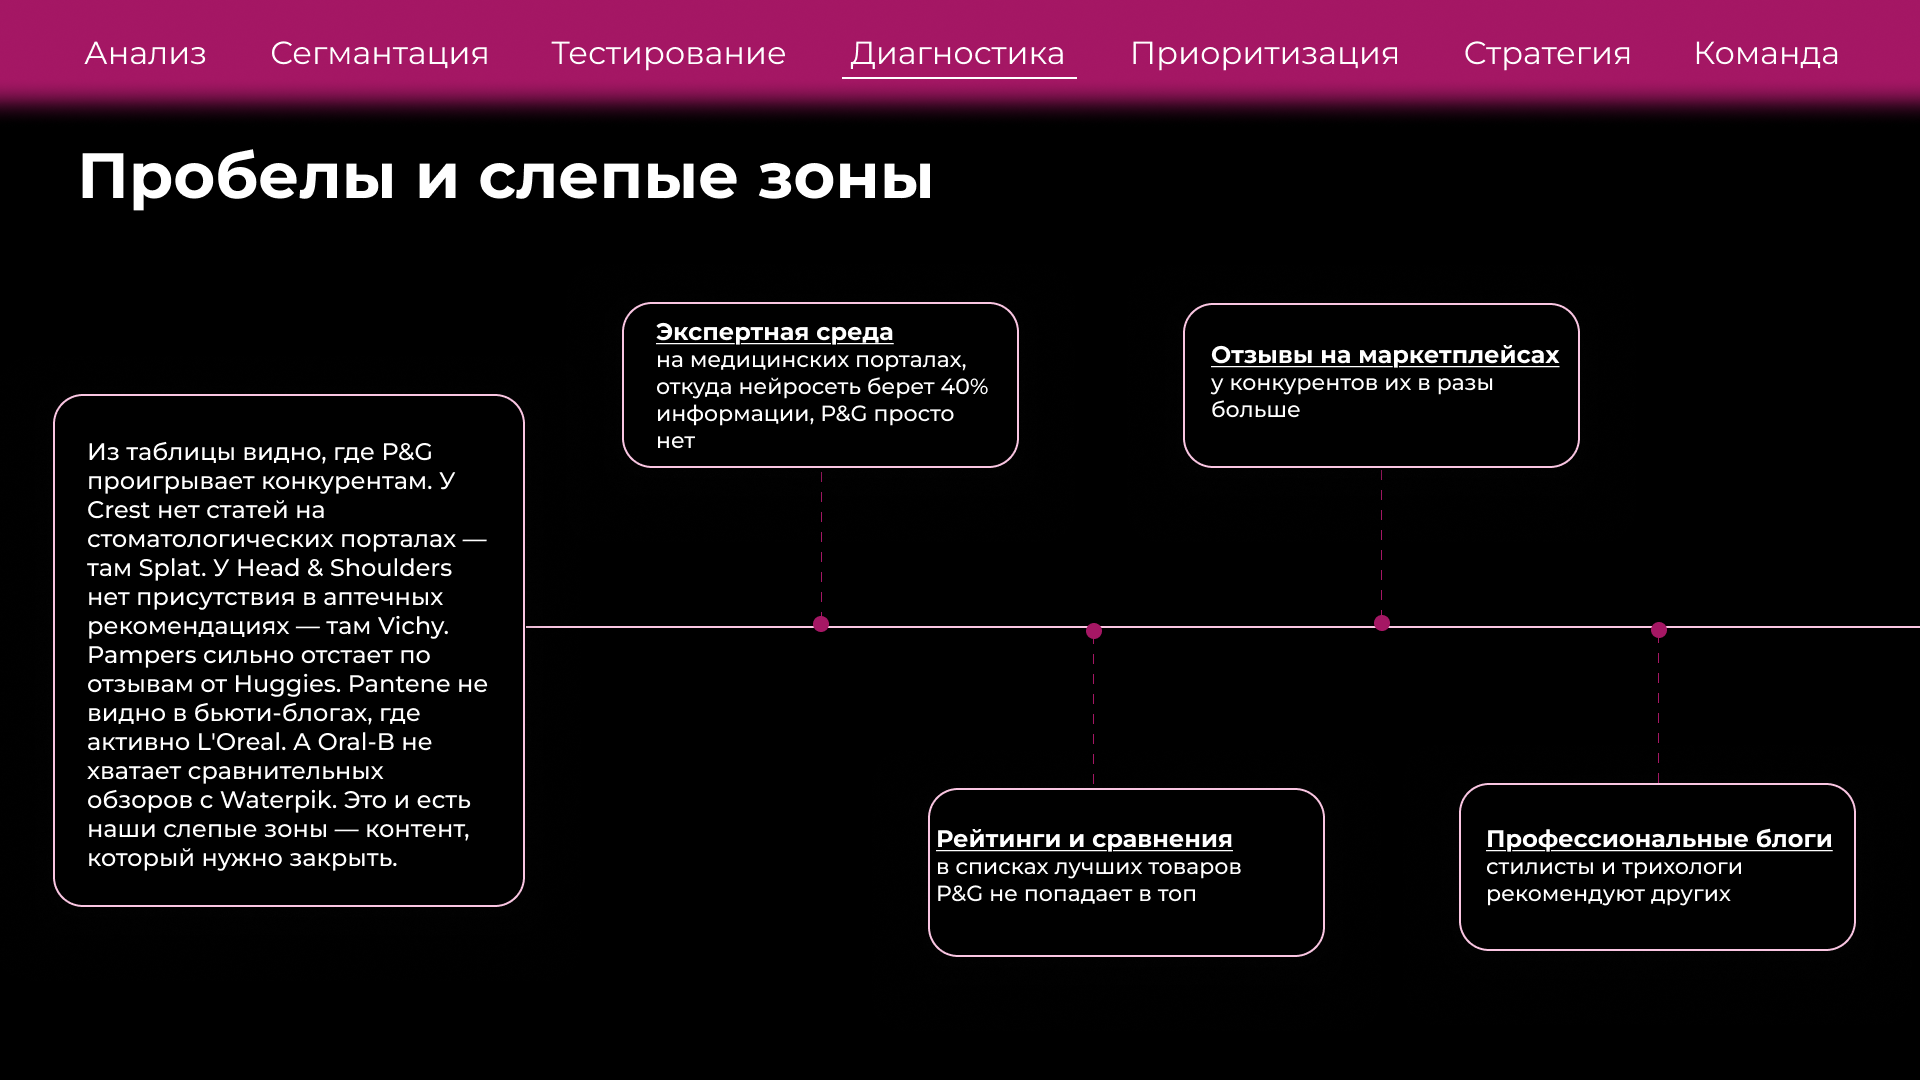 Анализ
Сегмантация
Тестирование
Диагностика
Приоритизация
Стратегия
Команда
Пробелы и слепые зоны
Из таблицы видно, где P&G
проигрывает конкурентам. У
Crest нет статей на
стоматологических порталах —
там Splat. У Head & Shoulders
нет присутствия в аптечных
рекомендациях — там Vichy.
Pampers сильно отстает по
отзывам от Huggies. Pantene не
видно в бьюти-блогах, где
активно L'Oreal. А Oral-B не
хватает сравнительных
обзоров с Waterpik. Это и есть
наши слепые зоны — контент,
который нужно закрыть.
Экспертная среда
на медицинских порталах,
откуда нейросеть берет 40%
информации, P&G просто
нет
Рейтинги и сравнения
в списках лучших товаров
P&G не попадает в топ
Отзывы на маркетплейсах
у конкурентов их в разы
больше
Профессиональные блоги
стилисты и трихологи
рекомендуют других